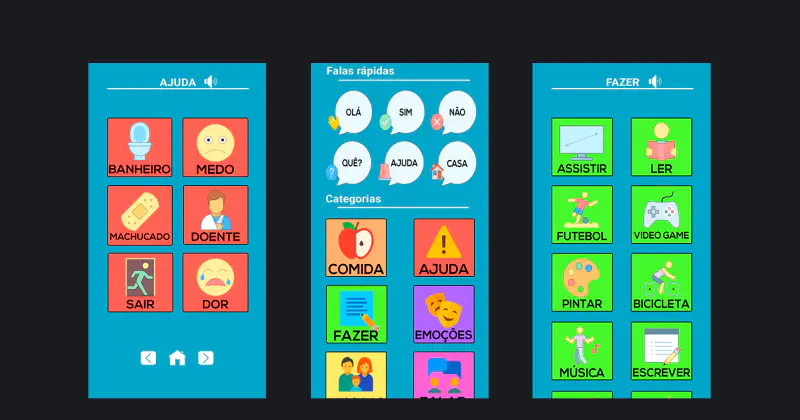 AJUDA
BANHEIRO
MEDO
MACHUCADO
DOENTE
SAIR
DOR
Falas rápidas
OLÁ
SIM
NÃO
QUÊ?
AJUDA
CASA
Categorias
COMIDA
AJUDA
FAZER
EMOÇÕES
FAZER
ASSISTIR
LER
FUTEBOL
VIDEO GAME
PINTAR
BICICLETA
MÚSICA
ESCREVER